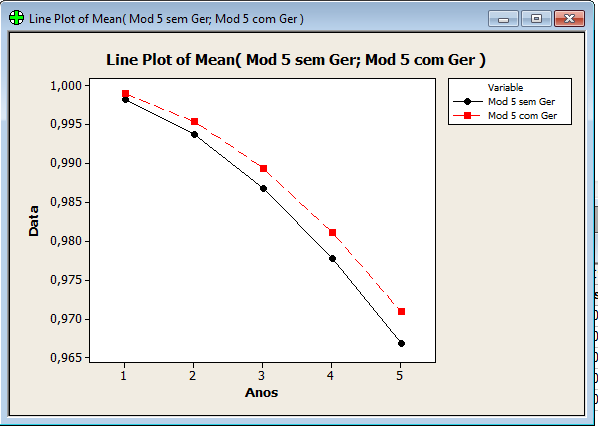 Line Plot of Mean( Mod 5 sem Ger; Mod 5 com Ger )
Line Plot of Mean( Mod 5 sem Ger; Mod 5 com Ger )
Variable
Mod 5 sem Ger
Mod 5 com Ger
1,000
0,995
0,990
0,985
0,980
0,975
0,970
0,965
Data
1 2 3 4 5
Anos